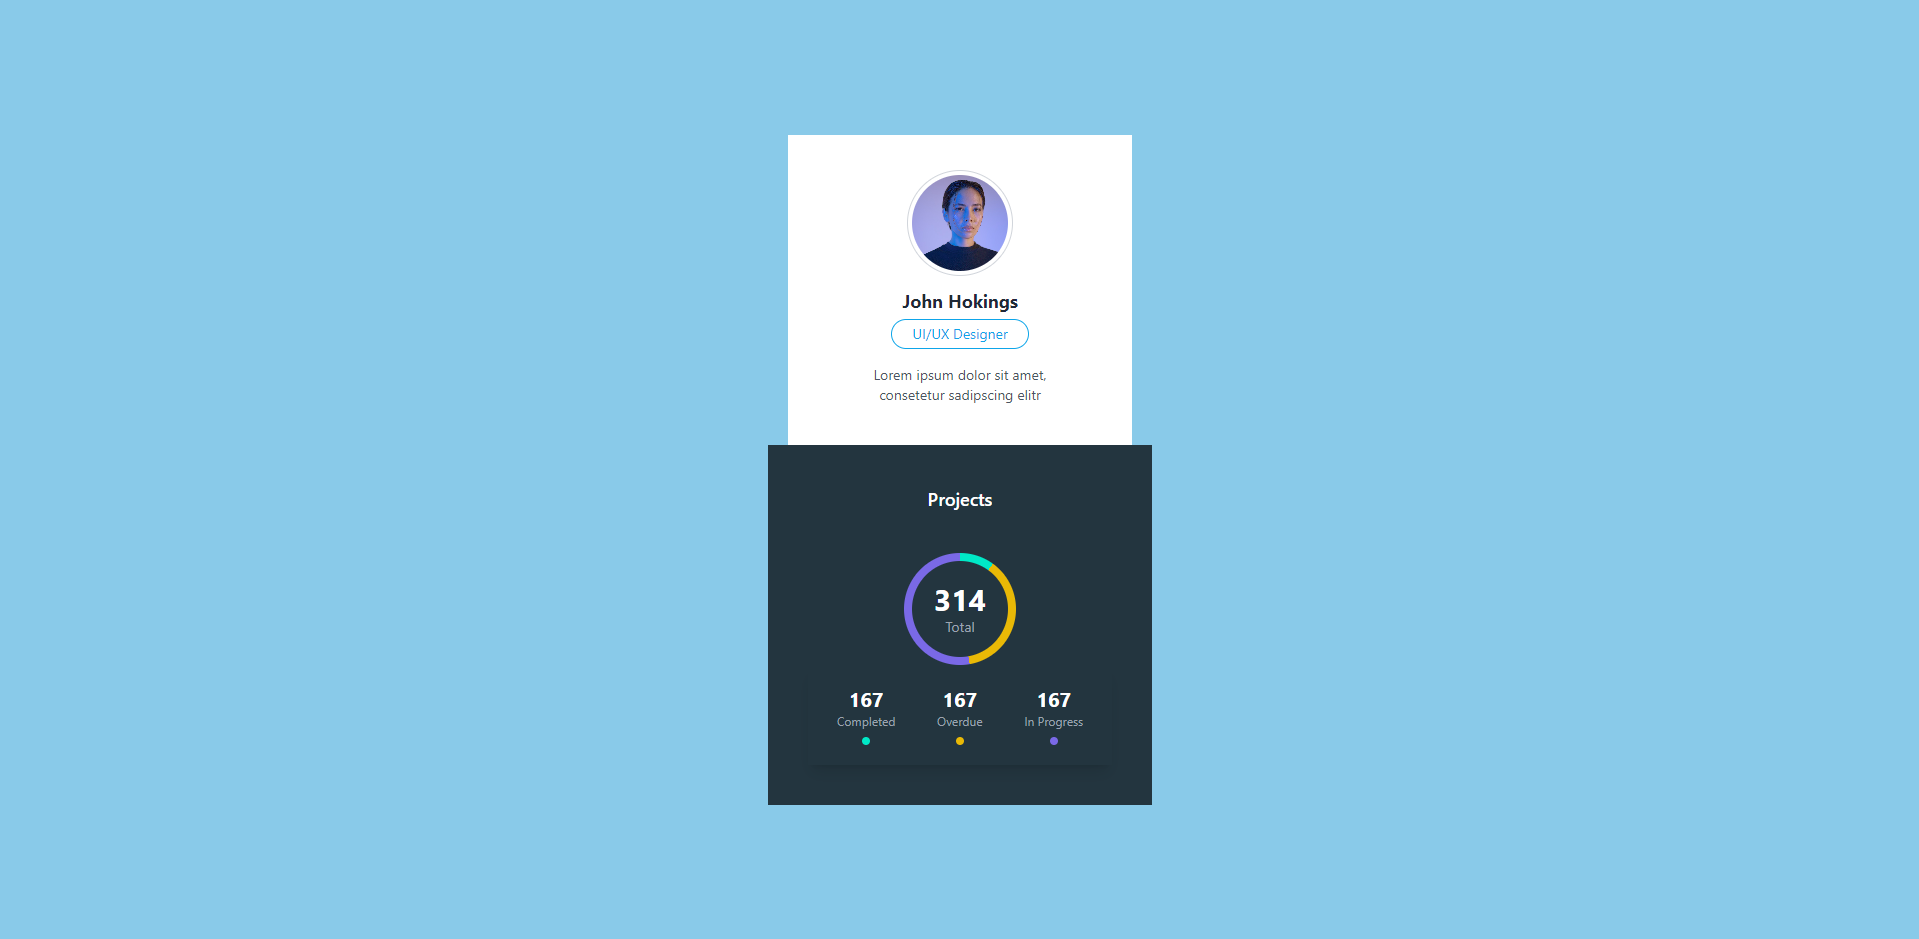 John Hokings
UI/UX Designer
Lorem ipsum dolor sit amet,
consetetur sadipscing elitr
Projects
314
Total
167 167 167
Completed Overdue In Progress